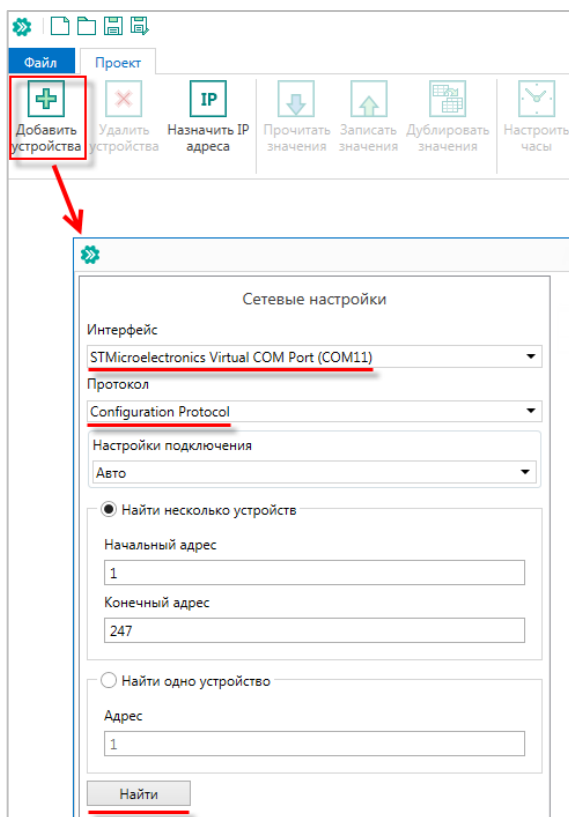 Файл Проект
Добавить устройства
Удалить устройства
Назначить IP адреса
Прочитать значения
Записать значения
Дублировать значения
Настроить часы
IP
Сетевые настройки
Интерфейс
STMicroelectronics Virtual COM Port (COM11)
Протокол
Configuration Protocol
Настройки подключения
Авто
Найти несколько устройств
Начальный адрес
1
Конечный адрес
247
Найти одно устройство
Адрес
1
Найти